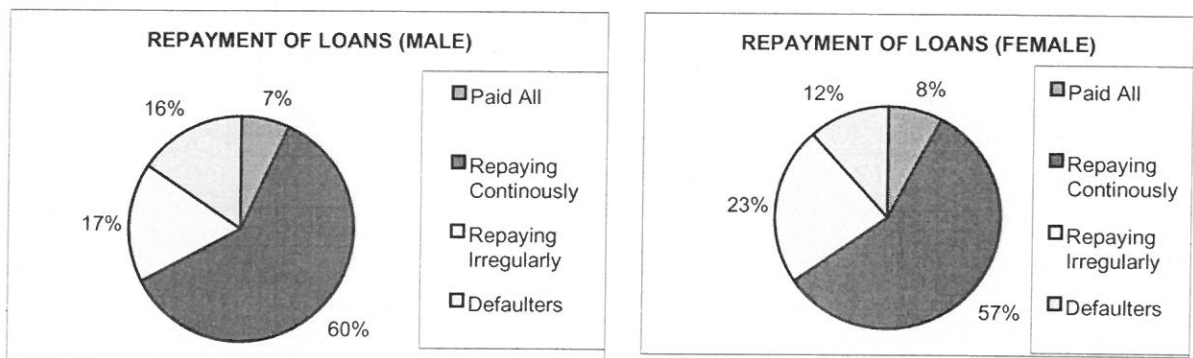 REPAYMENT OF LOANS (MALE)
16%
7%
17%
60%
Paid All
Repaying
Continously
Repaying
Irregularly
Defaulters
REPAYMENT OF LOANS (FEMALE)
12%
8%
23%
57%
Paid All
Repaying
Continously
Repaying
Irregularly
Defaulters